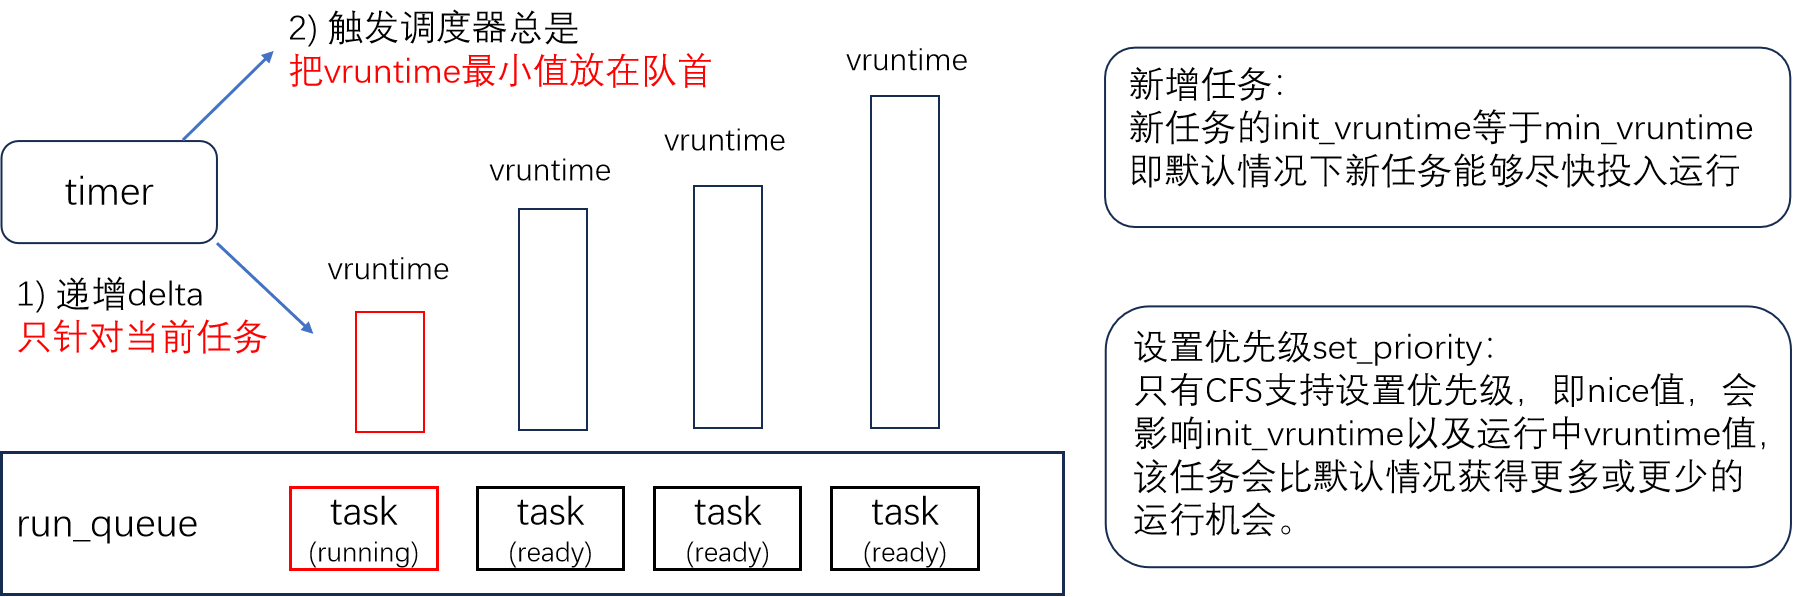 2) 触发调度器总是
把vruntime最小值放在队首
timer
1) 递增delta
只针对当前任务
vruntime
vruntime
vruntime
vruntime
run_queue
task
(running)
task
(ready)
task
(ready)
task
(ready)
新增任务：
新任务的init_vruntime等于min_vruntime
即默认情况下新任务能够尽快投入运行
设置优先级set_priority：
只有CFS支持设置优先级，即nice值，会
影响init_vruntime以及运行中vruntime值，
该任务会比默认情况获得更多或更少的
运行机会。